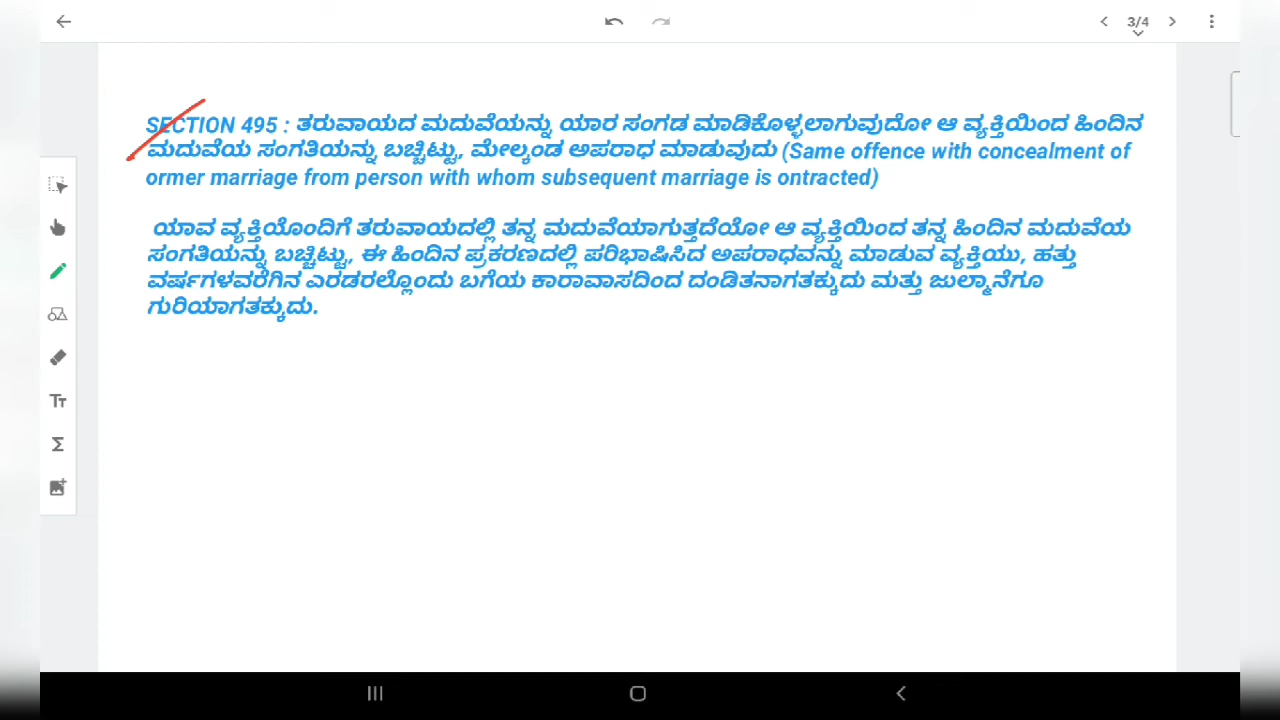 3/4
SECTION 495 : ತರುವಾಯದ ಮದುವೆಯನ್ನು ಯಾರ ಸಂಗಡ ಮಾಡಿಕೊಳ್ಳಲಾಗುವುದೋ ಆ ವ್ಯಕ್ತಿಯಿಂದ ಹಿಂದಿನ
ಮದುವೆಯ ಸಂಗತಿಯನ್ನು ಬಚ್ಚಿಟ್ಟು, ಮೇಲ್ಕಂಡ ಅಪರಾಧ ಮಾಡುವುದು (Same offence with concealment of
ormer marriage from person with whom subsequent marriage is ontracted)
ಯಾವ ವ್ಯಕ್ತಿಯೊಂದಿಗೆ ತರುವಾಯದಲ್ಲಿ ತನ್ನ ಮದುವೆಯಾಗುತ್ತದೆಯೋ ಆ ವ್ಯಕ್ತಿಯಿಂದ ತನ್ನ ಹಿಂದಿನ ಮದುವೆಯ
ಸಂಗತಿಯನ್ನು ಬಚ್ಚಿಟ್ಟು, ಈ ಹಿಂದಿನ ಪ್ರಕರಣದಲ್ಲಿ ಪರಿಭಾಷಿಸಿದ ಅಪರಾಧವನ್ನು ಮಾಡುವ ವ್ಯಕ್ತಿಯು, ಹತ್ತು
ವರ್ಷಗಳವರೆಗಿನ ಎರಡರಲ್ಲೊಂದು ಬಗೆಯ ಕಾರಾವಾಸದಿಂದ ದಂಡಿತನಾಗತಕ್ಕುದು ಮತ್ತು ಜುಲ್ಮಾನೆಗೂ
ಗುರಿಯಾಗತಕ್ಕುದು.